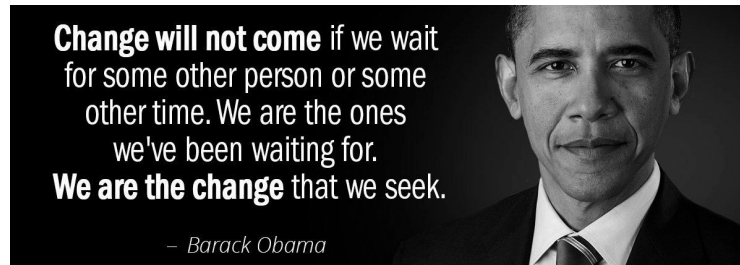 Change will not come if we wait
for some other person or some
other time. We are the ones
we've been waiting for.
We are the change that we seek.
– Barack Obama